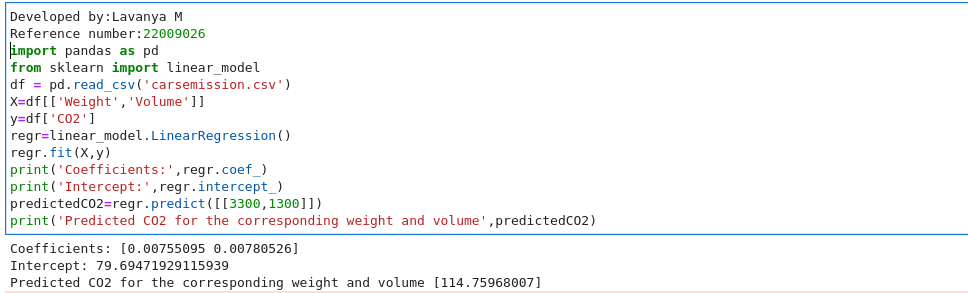 Developed by:Lavanya M
Reference number:22009026
import pandas as pd
from sklearn import linear_model
df = pd.read_csv('carsemission.csv')
X=df[['Weight','Volume']]
y=df['CO2']
regr=linear_model.LinearRegression()
regr.fit(X,y)
print('Coefficients:',regr.coef_)
print('Intercept:',regr.intercept_)
predictedCO2=regr.predict([[3300,1300]])
print('Predicted CO2 for the corresponding weight and volume',predictedCO2)
Coefficients: [0.00755095 0.00780526]
Intercept: 79.69471929115939
Predicted CO2 for the corresponding weight and volume [114.75968007]